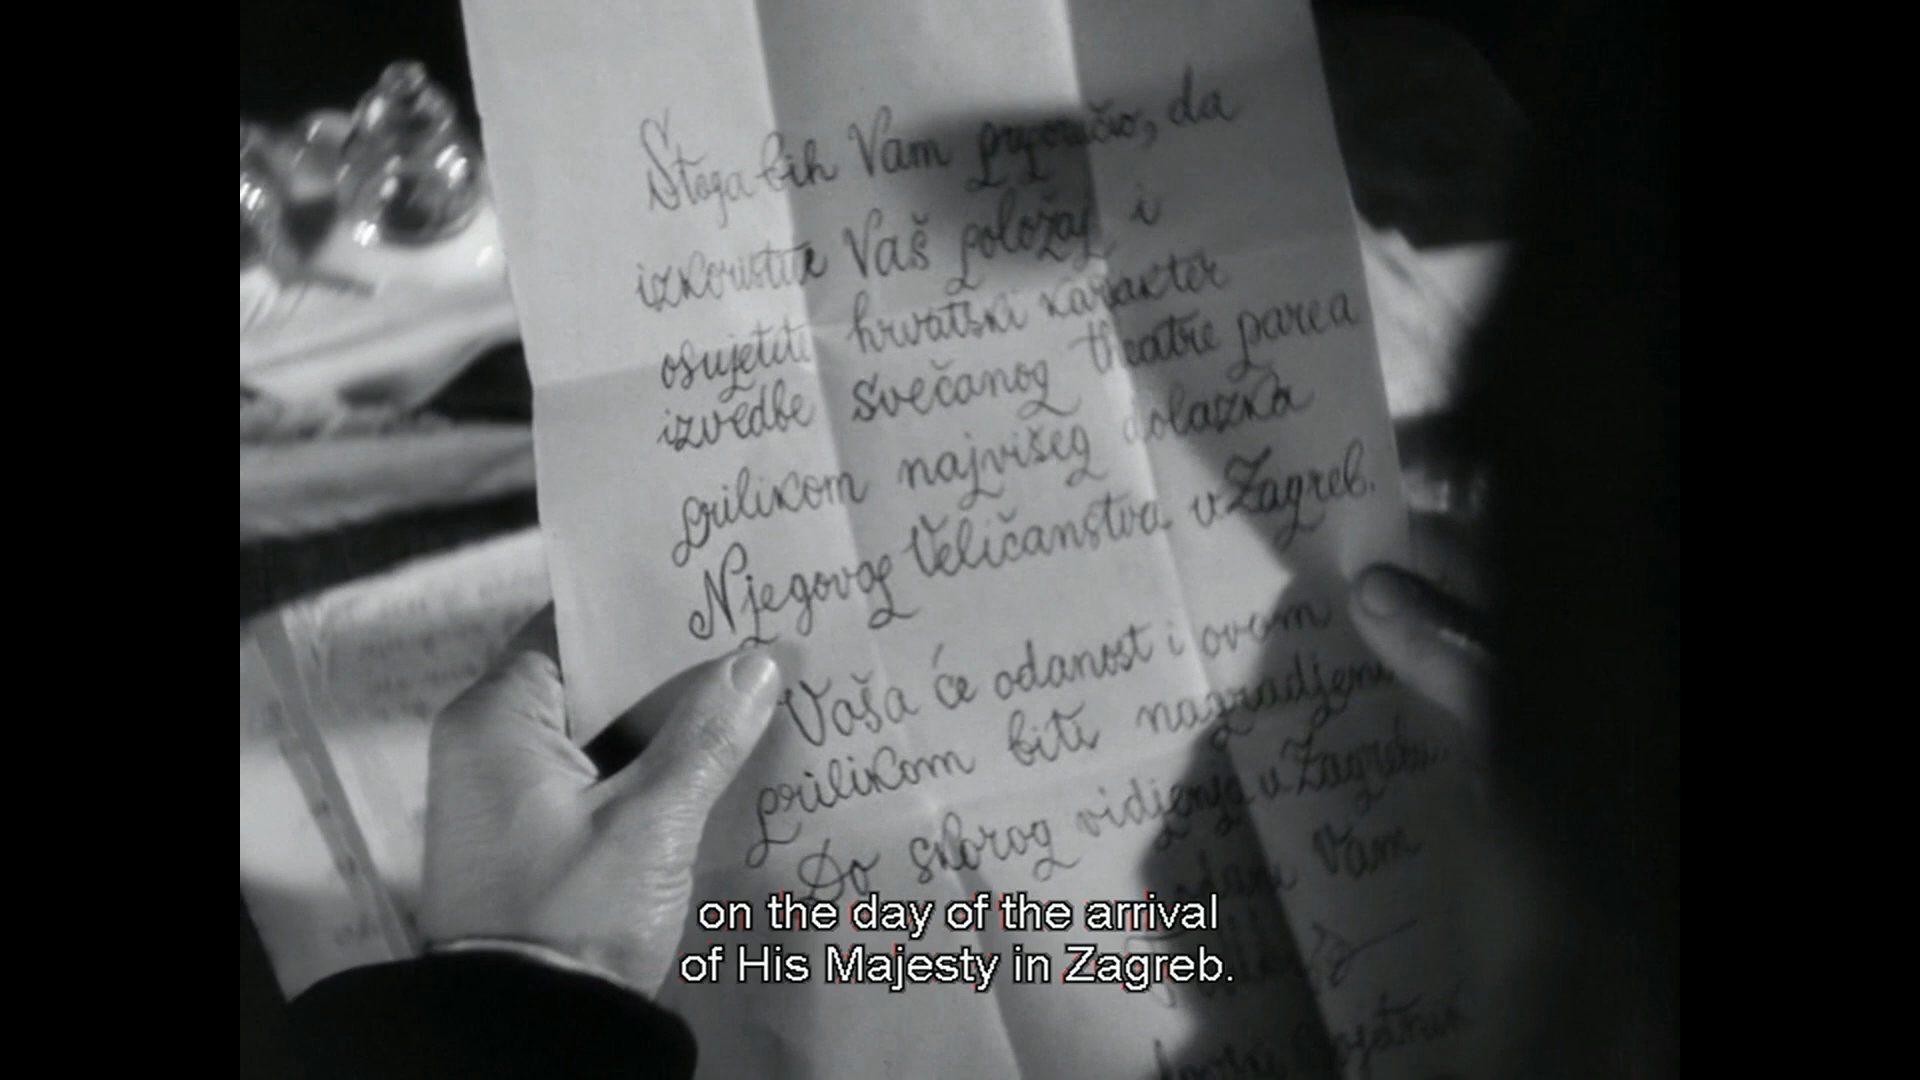 Stoga bih Vam preporučio, da
izkoristite Vaš položaj i
osujetite hrvatski karakter
izvedbe svečanog theatre parea
prilikom najvišeg dolazka
Njegovog Veličanstva u Zagreb.
Vaša će odanost i ovom
prilikom biti nagradjena
Do skorog vidjenja u Zagrebu
odani Vam
on the day of the arrival
of His Majesty in Zagreb.